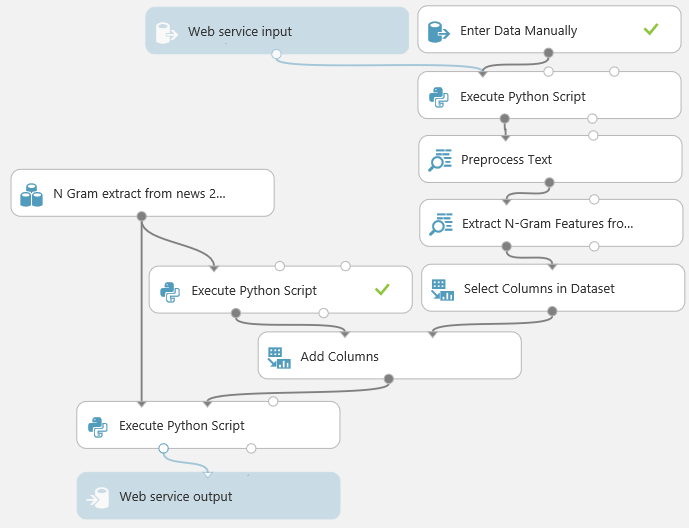 Web service input
Enter Data Manually
Execute Python Script
Preprocess Text
N Gram extract from news 2...
Extract N-Gram Features fro...
Execute Python Script
Select Columns in Dataset
Add Columns
Execute Python Script
Web service output